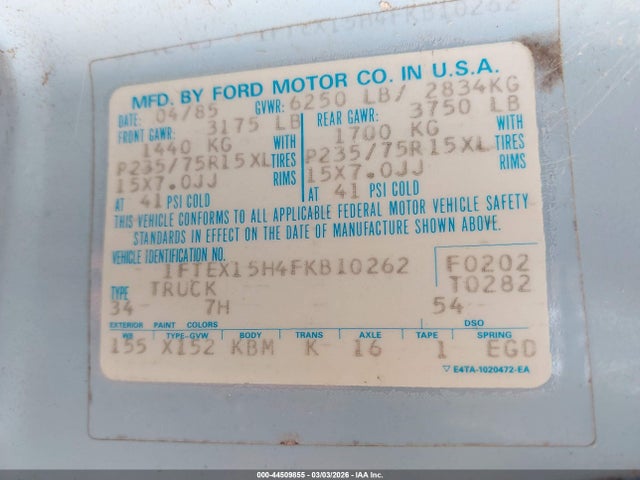 1FTEX15H4FKB10262
MFD. BY FORD MOTOR CO. IN U.S.A.
DATE: 04/85 GVWR: 6250 LB/ 2834KG
FRONT GAWR: 3175 LB REAR GAWR: 3750 LB
1440 KG WITH 1700 KG WITH
P235/75R15XL TIRES P235/75R15XL TIRES
15X7.0JJ RIMS 15X7.0JJ RIMS
AT 41 PSI COLD AT 41 PSI COLD
THIS VEHICLE CONFORMS TO ALL APPLICABLE FEDERAL MOTOR VEHICLE SAFETY
STANDARDS IN EFFECT ON THE DATE OF MANUFACTURE SHOWN ABOVE.
VEHICLE IDENTIFICATION NO.
1FTEX15H4FKB10262 F0202
TYPE TRUCK T0282
34 7H 54
EXTERIOR PAINT COLORS DSO
WB TYPE-GVW BODY TRANS AXLE TAPE SPRING
155 X152 KBM K 16 1 EGD
▽ E4TA-1020472-EA
000-44509855 | 03/03/2026 | IAA Inc.